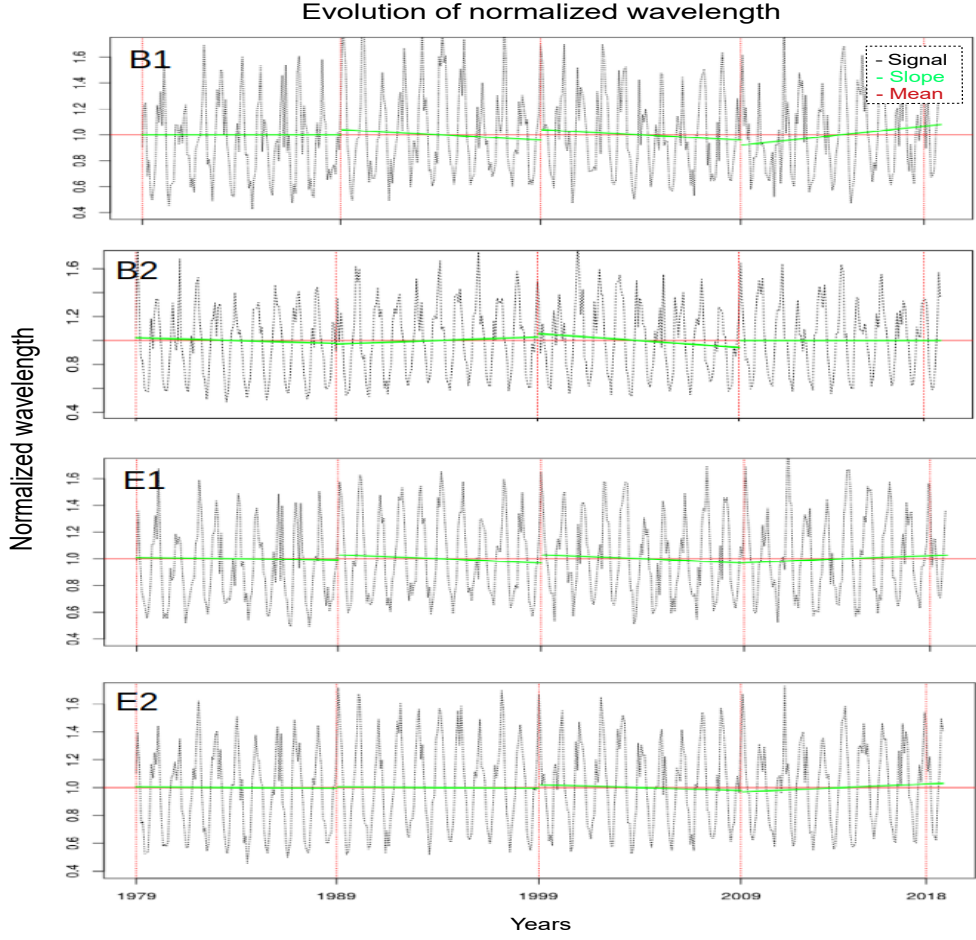 Evolution of normalized wavelength
B1
- Signal
- Slope
- Mean
1.6
1.4
1.2
1.0
0.8
0.6
0.4
B2
1.6
1.2
0.8
0.4
Normalized wavelength
E1
1.6
1.4
1.2
1.0
0.8
0.6
0.4
E2
1.6
1.4
1.2
1.0
0.8
0.6
0.4
1979 1989 1999 2009 2018
Years